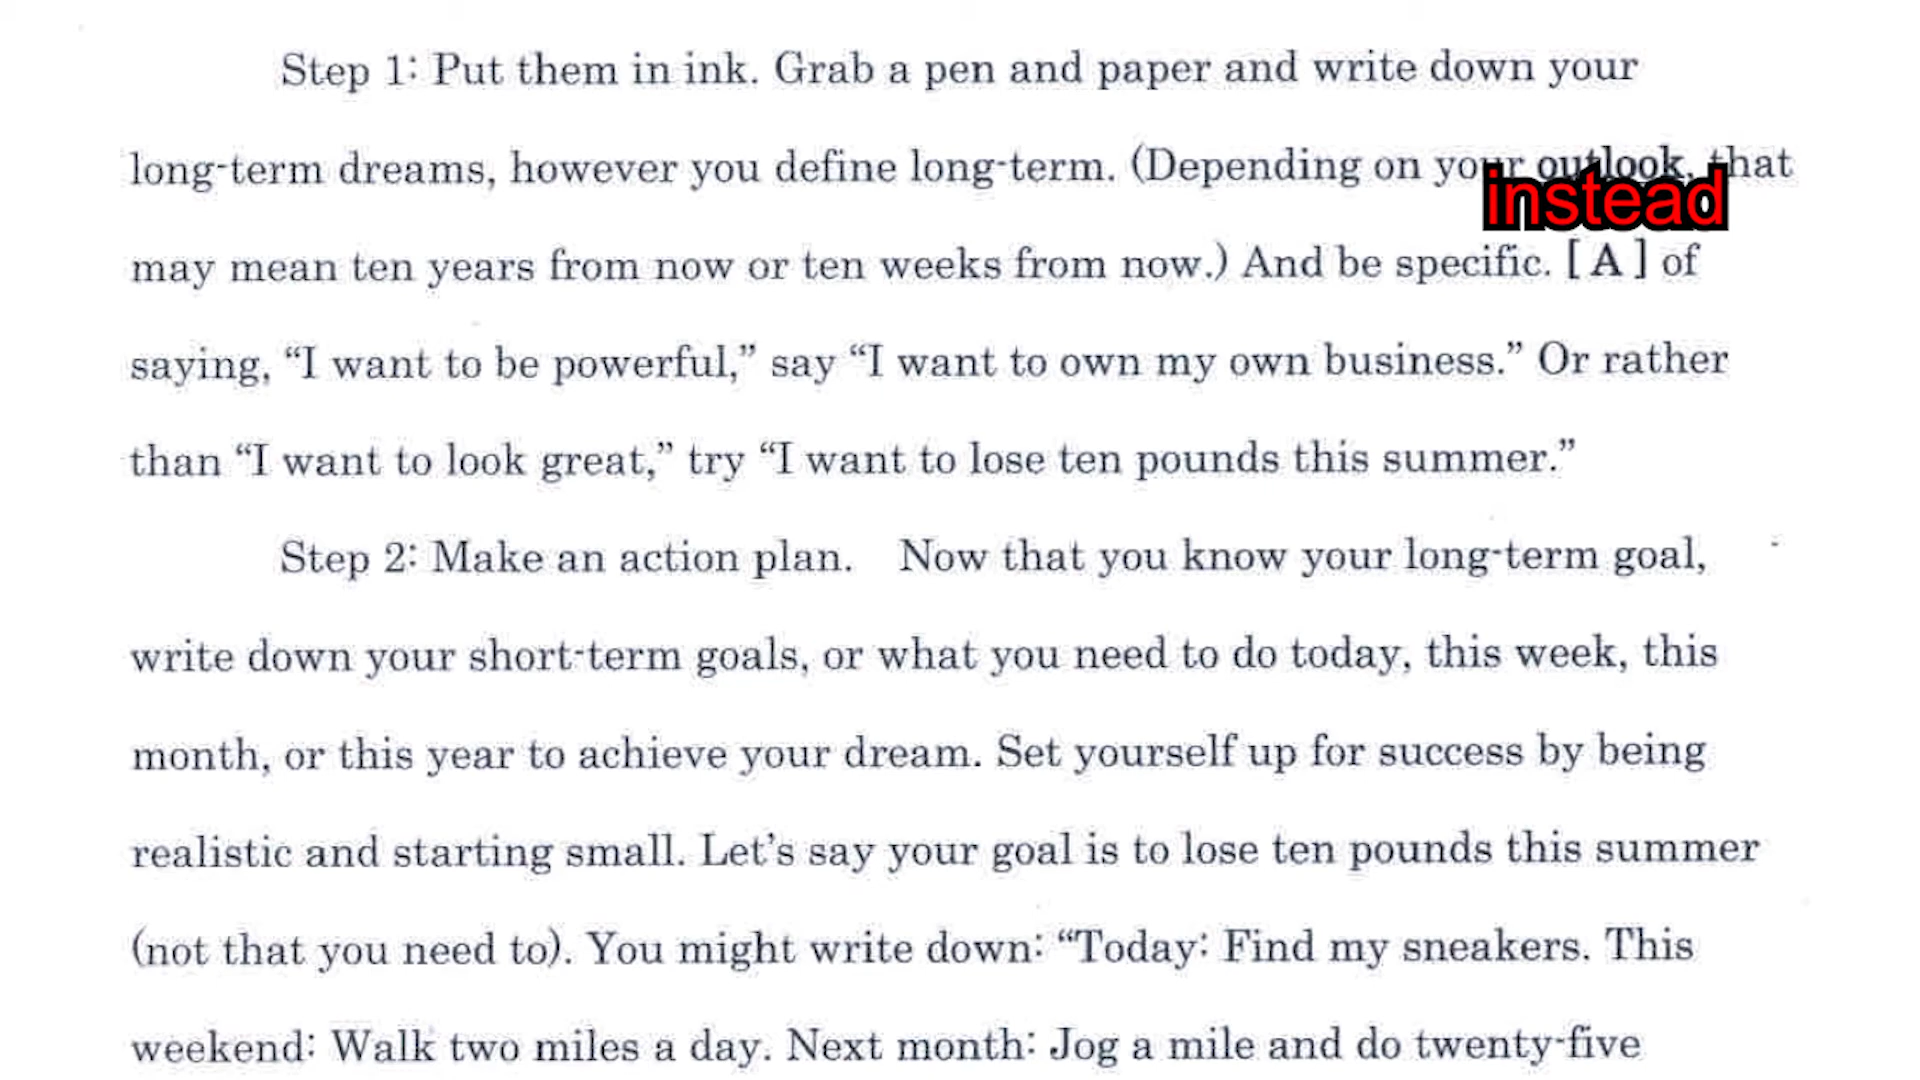 Step 1: Put them in ink. Grab a pen and paper and write down your
long-term dreams, however you define long-term. (Depending on your outlook, that
instead
may mean ten years from now or ten weeks from now.) And be specific. [ A ] of
saying, “I want to be powerful,” say “I want to own my own business.” Or rather
than “I want to look great,” try “I want to lose ten pounds this summer.”
Step 2: Make an action plan. Now that you know your long-term goal,
write down your short-term goals, or what you need to do today, this week, this
month, or this year to achieve your dream. Set yourself up for success by being
realistic and starting small. Let’s say your goal is to lose ten pounds this summer
(not that you need to). You might write down: “Today: Find my sneakers. This
weekend: Walk two miles a day. Next month: Jog a mile and do twenty-five